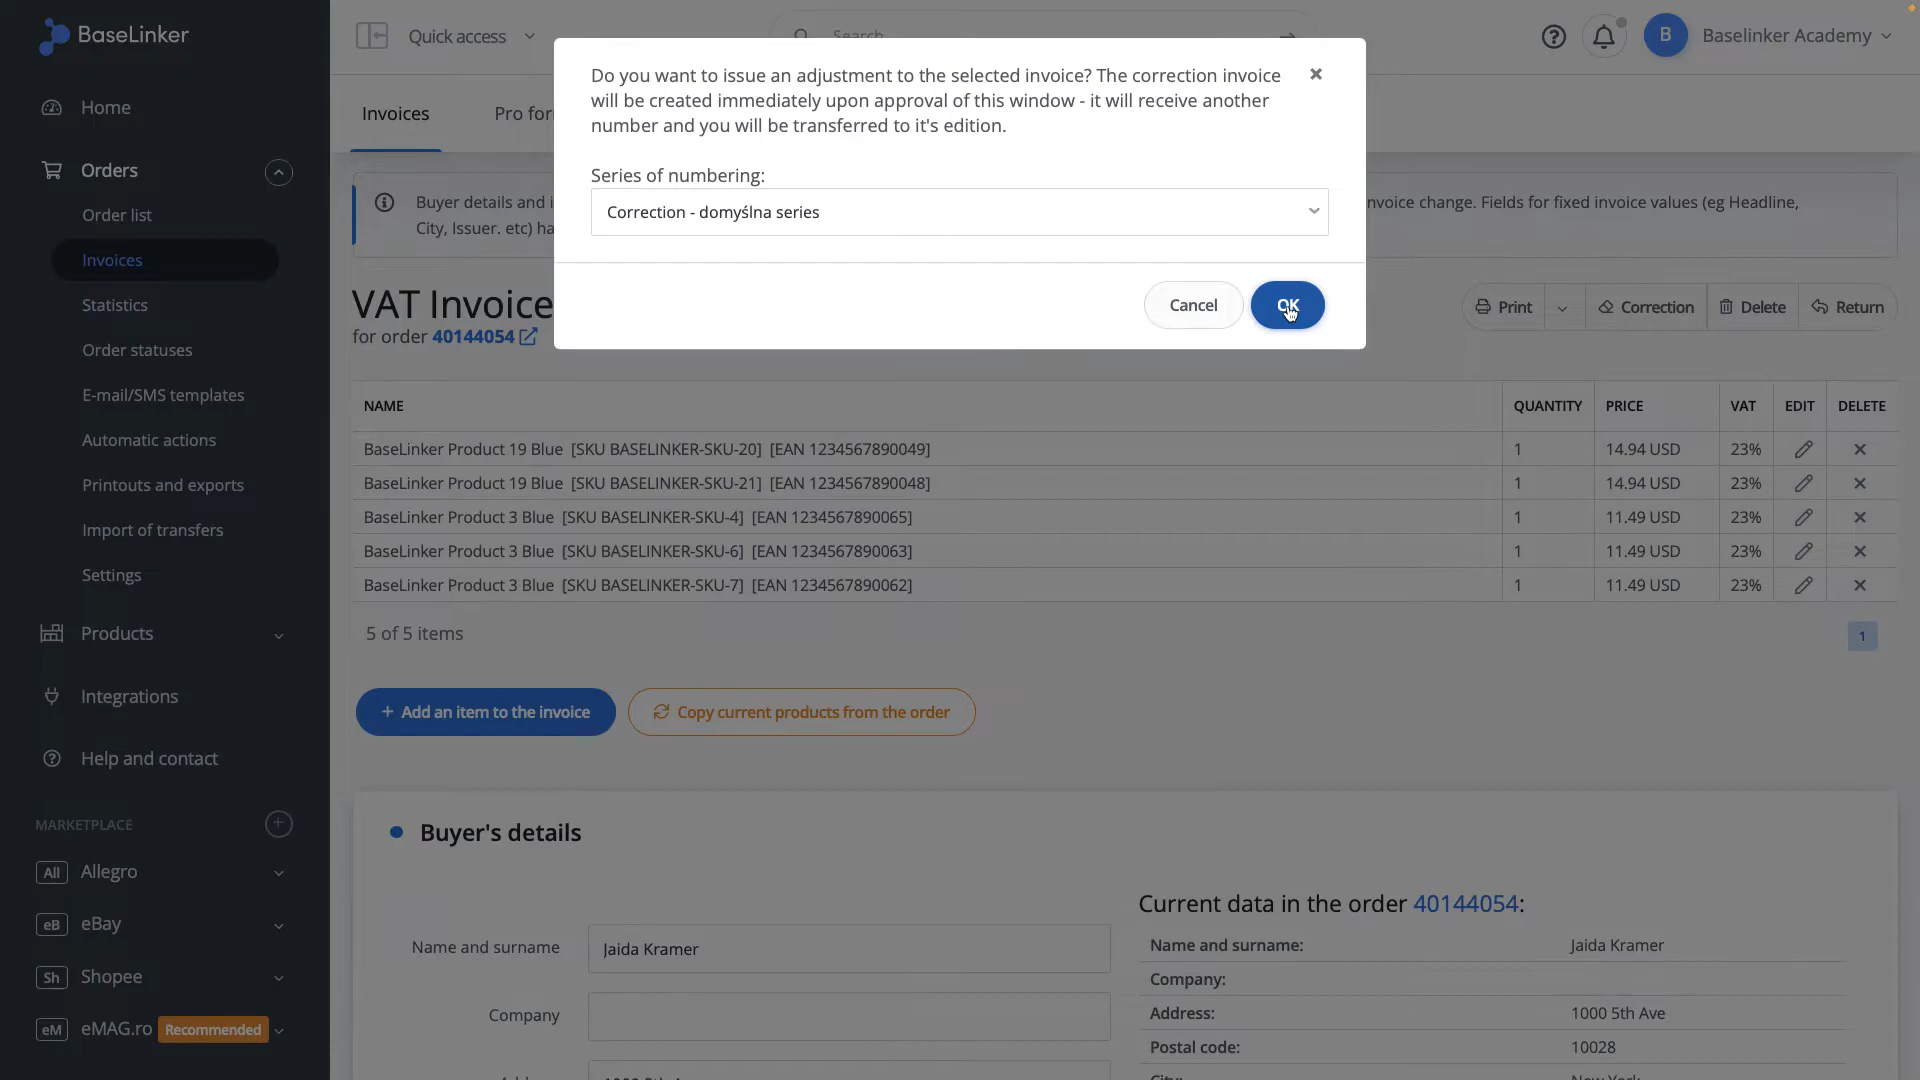 BaseLinker
Quick access
Search
B
Baselinker Academy
Home
Orders
Order list
Invoices
Statistics
Order statuses
E-mail/SMS templates
Automatic actions
Printouts and exports
Import of transfers
Settings
Products
Integrations
Help and contact
MARKETPLACE
All Allegro
eB eBay
Sh Shopee
eM eMAG.ro Recommended
Invoices
Pro for
Do you want to issue an adjustment to the selected invoice? The correction invoice
will be created immediately upon approval of this window - it will receive another
number and you will be transferred to it's edition.
Series of numbering:
Correction - domyślna series
Cancel
OK
Buyer details and i
nvoice change. Fields for fixed invoice values (eg Headline,
City, Issuer. etc) ha
VAT Invoice
for order 40144054
Print
Correction
Delete
Return
NAME QUANTITY PRICE VAT EDIT DELETE
BaseLinker Product 19 Blue [SKU BASELINKER-SKU-20] [EAN 1234567890049] 1 14.94 USD 23%
BaseLinker Product 19 Blue [SKU BASELINKER-SKU-21] [EAN 1234567890048] 1 14.94 USD 23%
BaseLinker Product 3 Blue [SKU BASELINKER-SKU-4] [EAN 1234567890065] 1 11.49 USD 23%
BaseLinker Product 3 Blue [SKU BASELINKER-SKU-6] [EAN 1234567890063] 1 11.49 USD 23%
BaseLinker Product 3 Blue [SKU BASELINKER-SKU-7] [EAN 1234567890062] 1 11.49 USD 23%
5 of 5 items
1
+ Add an item to the invoice
Copy current products from the order
Buyer's details
Name and surname Jaida Kramer
Company
Current data in the order 40144054:
Name and surname: Jaida Kramer
Company:
Address: 1000 5th Ave
Postal code: 10028